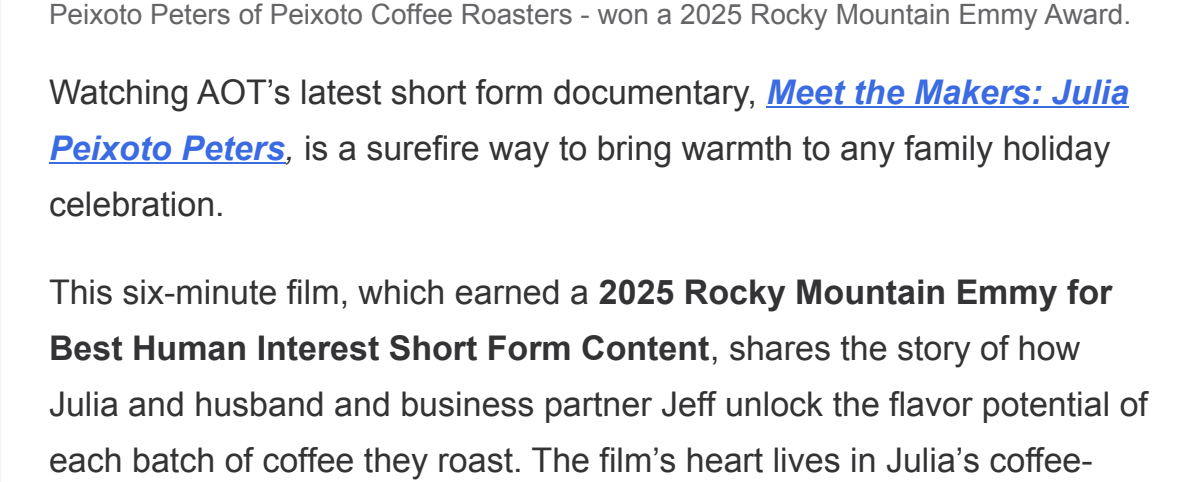 Peixoto Peters of Peixoto Coffee Roasters - won a 2025 Rocky Mountain Emmy Award.
Watching AOT’s latest short form documentary, Meet the Makers: Julia
Peixoto Peters, is a surefire way to bring warmth to any family holiday
celebration.
This six-minute film, which earned a 2025 Rocky Mountain Emmy for
Best Human Interest Short Form Content, shares the story of how
Julia and husband and business partner Jeff unlock the flavor potential of
each batch of coffee they roast. The film’s heart lives in Julia’s coffee-